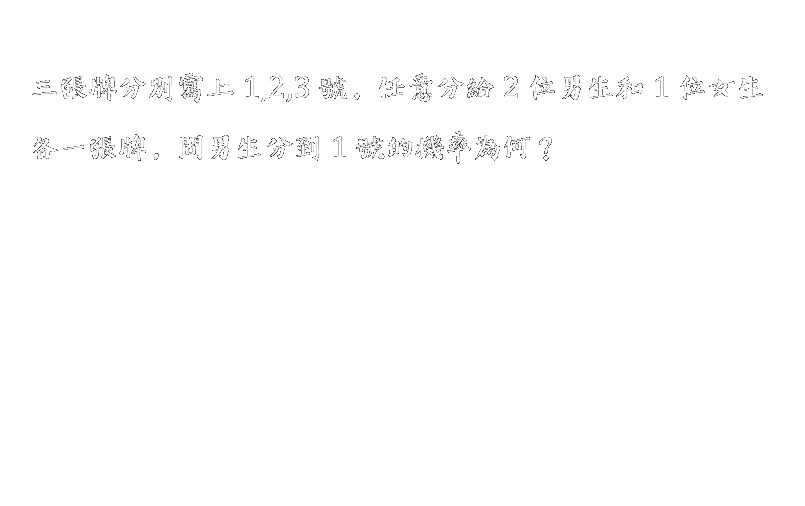 三張牌分別寫上 1,2,3 號，任意分給 2 位男生和 1 位女生
各一張牌，問男生分到 1 號的機率為何？